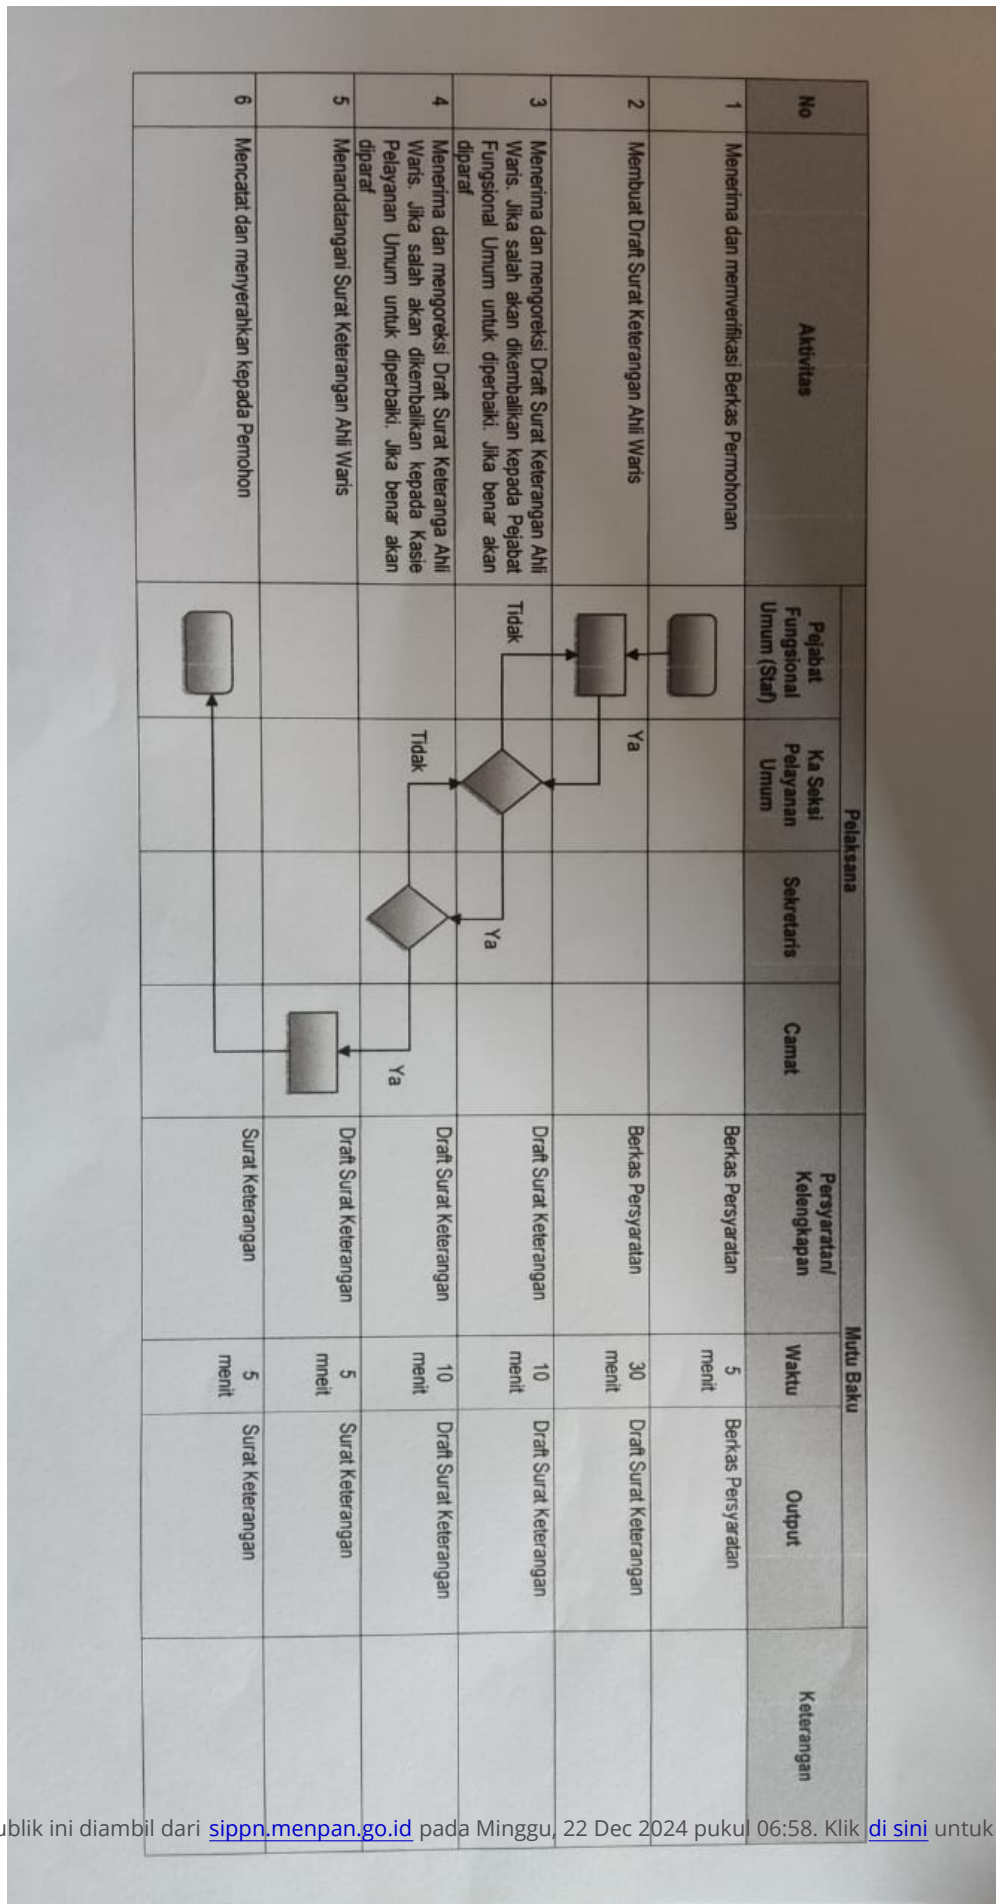 Pelaksana
Mutu Baku
No
Aktivitas
Pejabat
Fungsional
Umum (Staf)
Ka Seksi
Pelayanan
Umum
Sekretaris
Camat
Persyaratan/
Kelengkapan
Waktu
Output
Keterangan
1
Menerima dan memverifikasi Berkas Permohonan
Berkas Persyaratan
5
menit
Berkas Persyaratan
2
Membuat Draft Surat Keterangan Ahli Waris
Ya
Berkas Persyaratan
30
menit
Draft Surat Keterangan
3
Menerima dan mengoreksi Draft Surat Keterangan Ahli
Waris. Jika salah akan dikembalikan kepada Pejabat
Fungsional Umum untuk diperbaiki. Jika benar akan
diparaf
Tidak
Ya
Draft Surat Keterangan
10
menit
Draft Surat Keterangan
4
Menerima dan mengoreksi Draft Surat Keteranga Ahli
Waris. Jika salah akan dikembalikan kepada Kasie
Pelayanan Umum untuk diperbaiki. Jika benar akan
diparaf
Tidak
Ya
Draft Surat Keterangan
10
menit
Draft Surat Keterangan
5
Menandatangani Surat Keterangan Ahli Waris
Draft Surat Keterangan
5
mneit
Surat Keterangan
6
Mencatat dan menyerahkan kepada Pemohon
Surat Keterangan
5
menit
Surat Keterangan
ublik ini diambil dari sippn.menpan.go.id pada Minggu, 22 Dec 2024 pukul 06:58. Klik di sini untuk